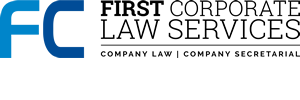 FC
FIRST CORPORATE
LAW SERVICES
COMPANY LAW | COMPANY SECRETARIAL